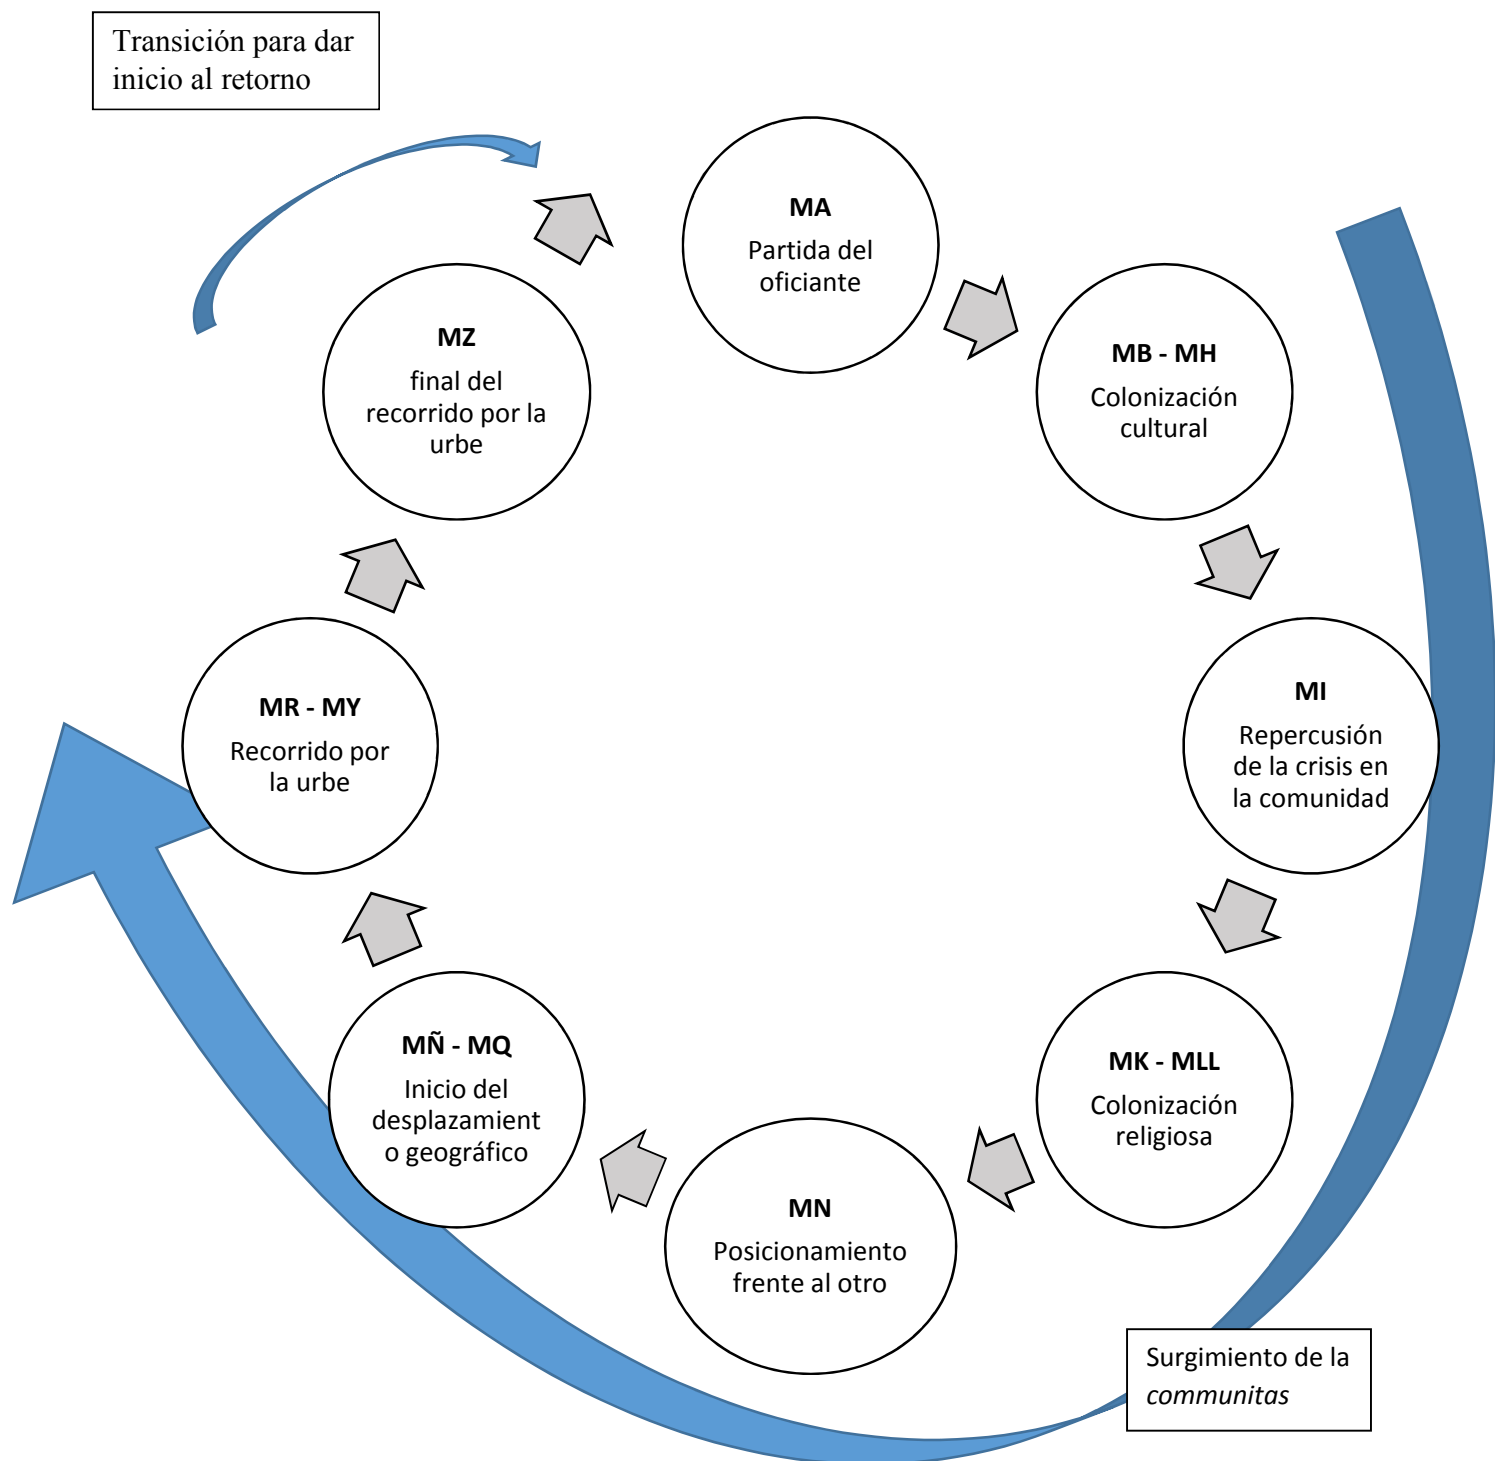 Transición para dar
inicio al retorno
MA
Partida del
oficiante
MB - MH
Colonización
cultural
MI
Repercusión
de la crisis en
la comunidad
MK - MLL
Colonización
religiosa
MN
Posicionamiento
frente al otro
MÑ - MQ
Inicio del
desplazamient
o geográfico
MR - MY
Recorrido por
la urbe
MZ
final del
recorrido por la
urbe
Surgimiento de la
communitas